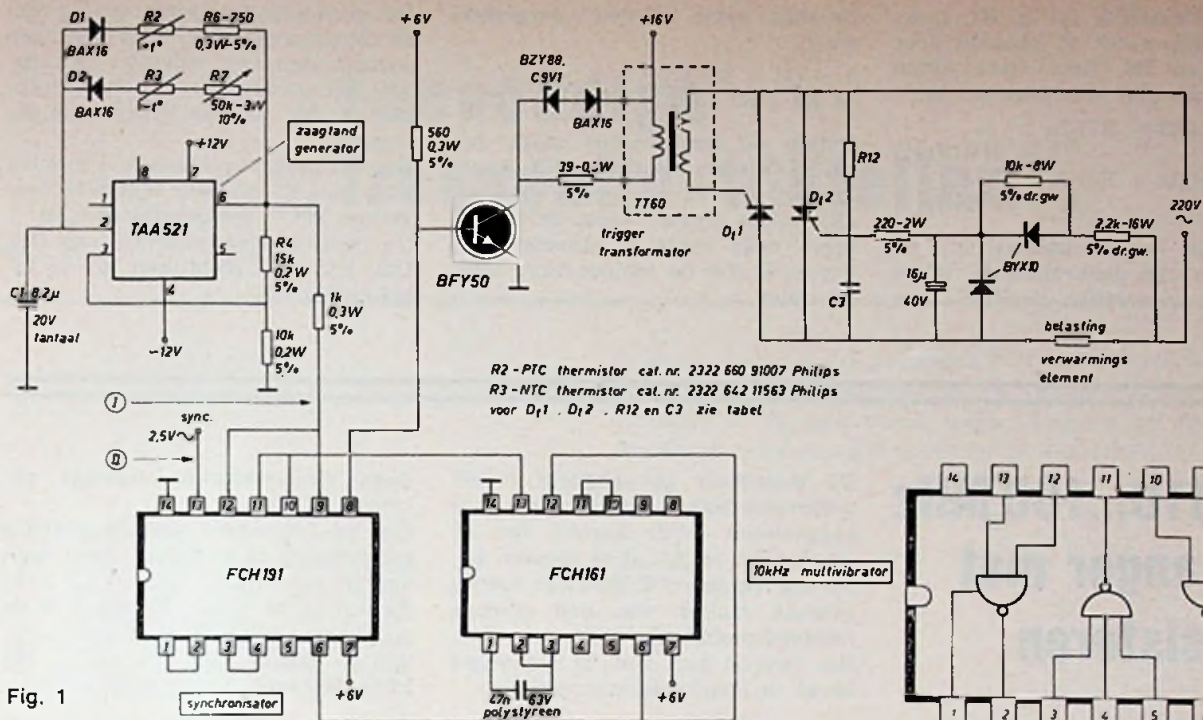 D1
BAX16
R2
+t°
R6-750
0,3W-5%
D2
BAX16
R3
-t°
R7
50k-3W
10%
+12V
zaagtand
generator
8
7
1
2
3
6
5
4
TAA521
C1-8,2µ
20V
tantaal
-12V
R4
15k
0,2W
5%
10k
0,2W
5%
1k
0,3W
5%
+6V
560
0,3W
5%
BFY50
BZY88.
C9V1
BAX16
39-0,3W
5%
+16V
TT60
trigger
transformator
Dt1
Dt2
R12
C3
220-2W
5%
16µ
40V
10k-8W
5% dr.gw
BYX10
2,2k-16W
5% dr.gw.
220V
belasting
verwarmings
element
R2-PTC thermistor cat. nr. 2322 660 91007 Philips
R3-NTC thermistor cat. nr. 2322 642 11563 Philips
voor Dt1 . Dt2 . R12 en C3 zie tabel
I
sync.
2,5V~
II
14 13 12 11 10 9 8
FCH191
1 2 3 4 5 6 7
+6V
synchronisator
14 13 12 11 10 9 8
FCH161
1 2 3 4 5 6 7
47n 63V
polystyreen
+6V
10kHz multivibrator
14 13 12 11 10
1 2 3 4 5
Fig. 1